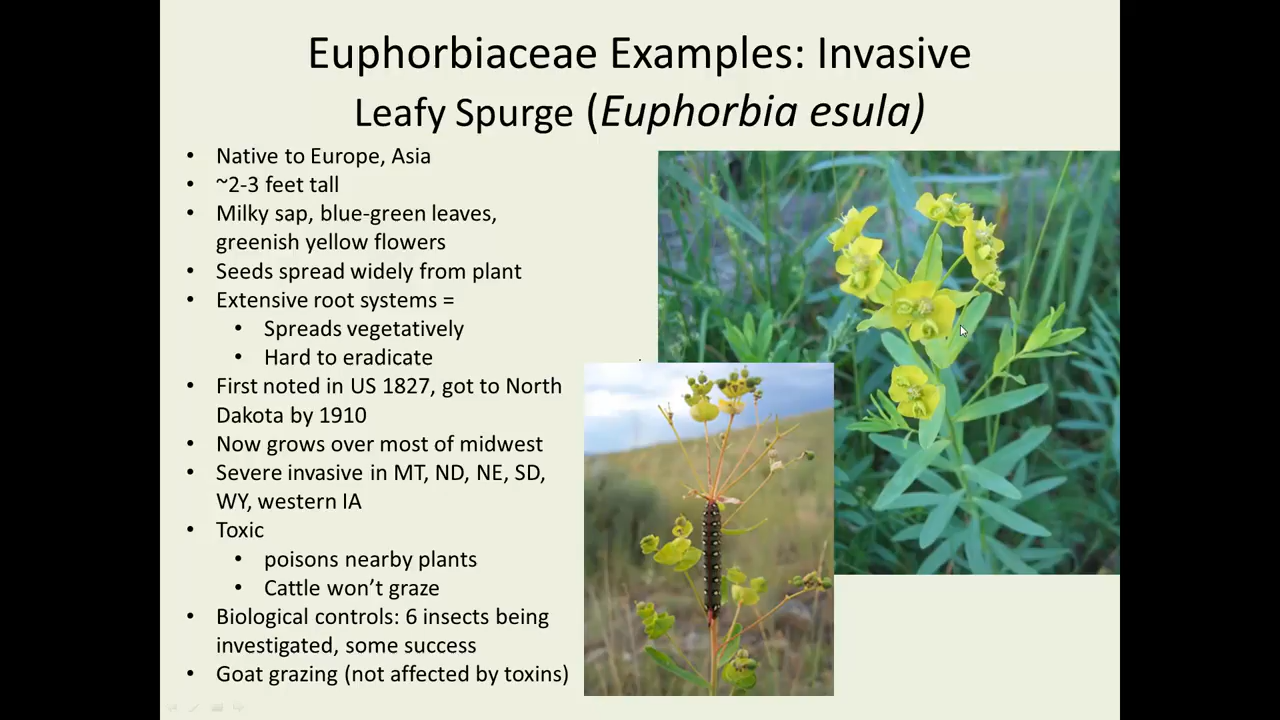 Euphorbiaceae Examples: Invasive
Leafy Spurge (Euphorbia esula)
• Native to Europe, Asia
• ~2-3 feet tall
• Milky sap, blue-green leaves,
greenish yellow flowers
• Seeds spread widely from plant
• Extensive root systems =
• Spreads vegetatively
• Hard to eradicate
• First noted in US 1827, got to North
Dakota by 1910
• Now grows over most of midwest
• Severe invasive in MT, ND, NE, SD,
WY, western IA
• Toxic
• poisons nearby plants
• Cattle won’t graze
• Biological controls: 6 insects being
investigated, some success
• Goat grazing (not affected by toxins)